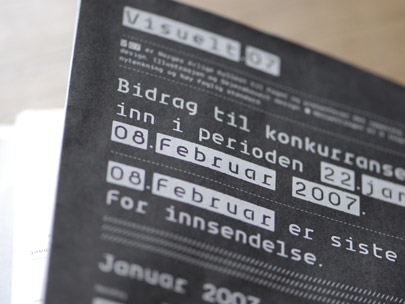 Visuelt.07
Bidrag til konkurranse
inn i perioden 22.jan
08.Februar 2007.
08.Februar er siste
for innsendelse.
Januar 2007